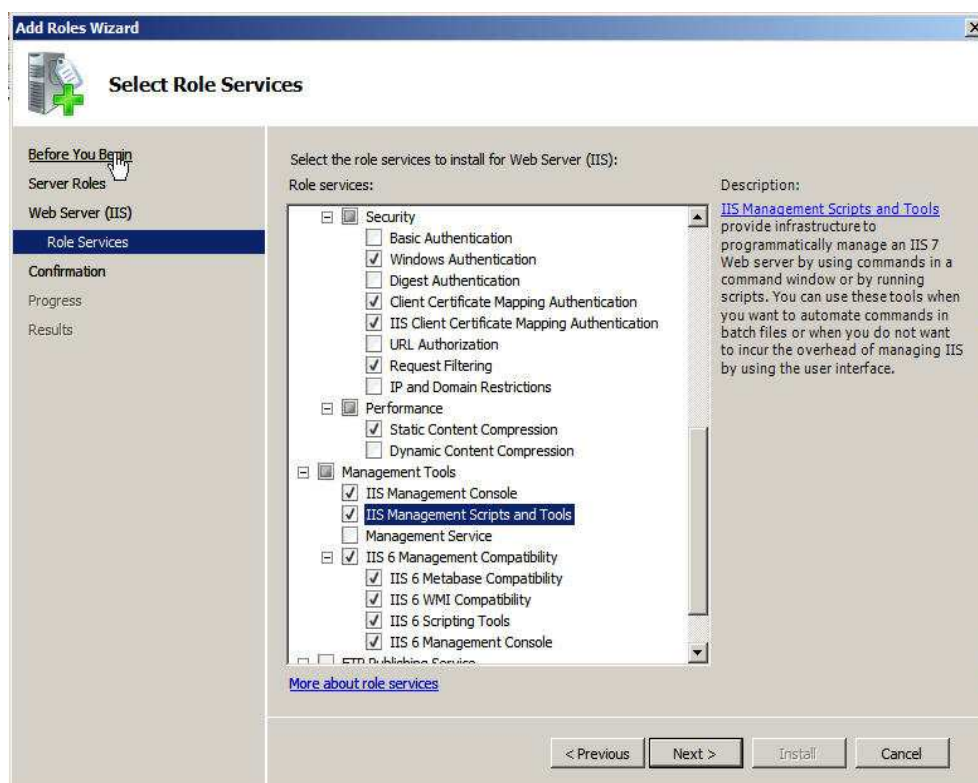 Add Roles Wizard
Select Role Services
Before You Begin
Server Roles
Web Server (IIS)
Role Services
Confirmation
Progress
Results
Select the role services to install for Web Server (IIS):
Role services:
Security
Basic Authentication
Windows Authentication
Digest Authentication
Client Certificate Mapping Authentication
IIS Client Certificate Mapping Authentication
URL Authorization
Request Filtering
IP and Domain Restrictions
Performance
Static Content Compression
Dynamic Content Compression
Management Tools
IIS Management Console
IIS Management Scripts and Tools
Management Service
IIS 6 Management Compatibility
IIS 6 Metabase Compatibility
IIS 6 WMI Compatibility
IIS 6 Scripting Tools
IIS 6 Management Console
FTP Publishing Service
More about role services
Description:
IIS Management Scripts and Tools
provide infrastructure to
programmatically manage an IIS 7
Web server by using commands in a
command window or by running
scripts. You can use these tools when
you want to automate commands in
batch files or when you do not want
to incur the overhead of managing IIS
by using the user interface.
< Previous
Next >
Install
Cancel